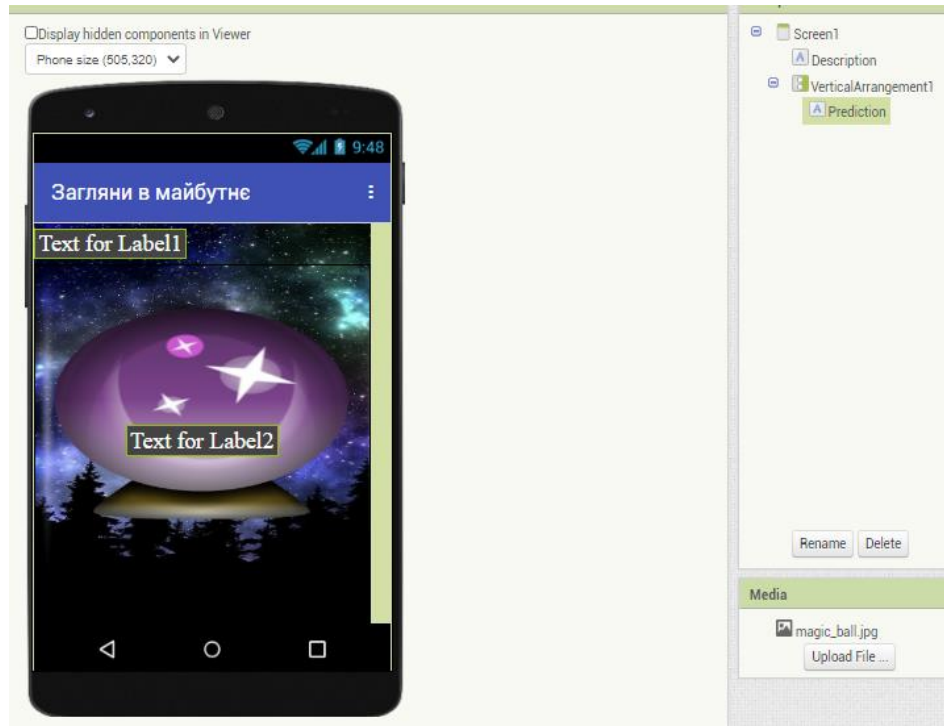 Display hidden components in Viewer
Phone size (505,320)
9:48
Загляни в майбутнє
Text for Label1
Text for Label2
Screen1
A Description
VerticalArrangement1
A Prediction
Rename Delete
Media
magic_ball.jpg
Upload File ...